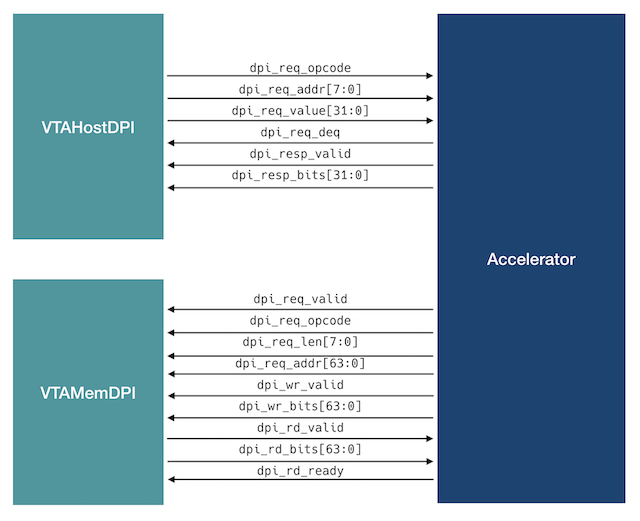 dpi_req_opcode
dpi_req_addr[7:0]
dpi_req_value[31:0]
VTAHostDPI
dpi_req_deq
dpi_resp_valid
dpi_resp_bits[31:0]
Accelerator
dpi_req_valid
dpi_req_opcode
dpi_req_len[7:0]
dpi_req_addr[63:0]
dpi_wr_valid
VTAMemDPI
dpi_wr_bits[63:0]
dpi_rd_valid
dpi_rd_bits[63:0]
dpi_rd_ready